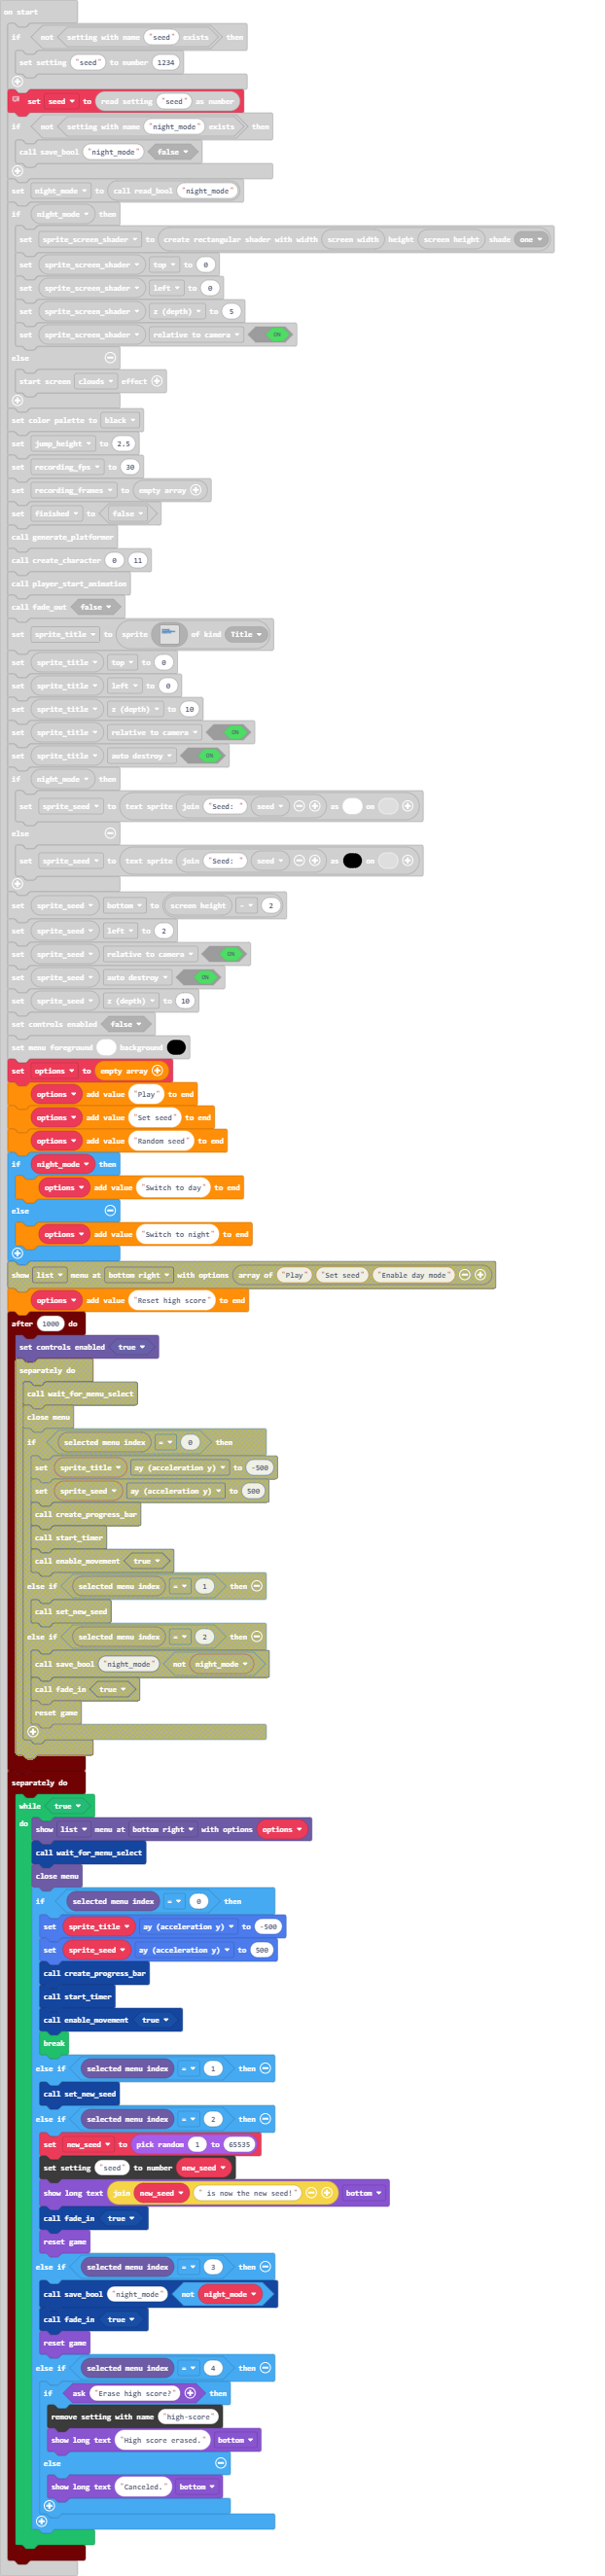 on start
if not setting with name "seed" exists then
set setting "seed" to number 1234
set seed to read setting "seed" as number
if not setting with name "night_mode" exists then
call save_bool "night_mode" false
set night_mode to call read_bool "night_mode"
if night_mode then
set sprite_screen_shader to create rectangular shader with width screen width height screen height shade one
set sprite_screen_shader top to 0
set sprite_screen_shader left to 0
set sprite_screen_shader z (depth) to 5
set sprite_screen_shader relative to camera ON
else
start screen clouds effect
set color palette to black
set jump_height to 2.5
set recording_fps to 30
set recording_frames to empty array
set finished to false
call generate_platformer
call create_character 0 11
call player_start_animation
call fade_out false
set sprite_title to sprite of kind Title
set sprite_title top to 0
set sprite_title left to 0
set sprite_title z (depth) to 10
set sprite_title relative to camera ON
set sprite_title auto destroy ON
if night_mode then
set sprite_seed to text sprite join "Seed: " seed as on
else
set sprite_seed to text sprite join "Seed: " seed as on
set sprite_seed bottom to screen height - 2
set sprite_seed left to 2
set sprite_seed relative to camera ON
set sprite_seed auto destroy ON
set sprite_seed z (depth) to 10
set controls enabled false
set menu foreground background
set options to empty array
options add value "Play" to end
options add value "Set seed" to end
options add value "Random seed" to end
if night_mode then
options add value "Switch to day" to end
else
options add value "Switch to night" to end
show list menu at bottom right with options array of "Play" "Set seed" "Enable day mode"
options add value "Reset high score" to end
after 1000 do
set controls enabled true
separately do
call wait_for_menu_select
close menu
if selected menu index = 0 then
set sprite_title ay (acceleration y) to -500
set sprite_seed ay (acceleration y) to 500
call create_progress_bar
call start_timer
call enable_movement true
else if selected menu index = 1 then
call set_new_seed
else if selected menu index = 2 then
call save_bool "night_mode" not night_mode
call fade_in true
reset game
separately do
while true
do show list menu at bottom right with options options
call wait_for_menu_select
close menu
if selected menu index = 0 then
set sprite_title ay (acceleration y) to -500
set sprite_seed ay (acceleration y) to 500
call create_progress_bar
call start_timer
call enable_movement true
break
else if selected menu index = 1 then
call set_new_seed
else if selected menu index = 2 then
set new_seed to pick random 1 to 65535
set setting "seed" to number new_seed
show long text join new_seed " is now the new seed!" bottom
call fade_in true
reset game
else if selected menu index = 3 then
call save_bool "night_mode" not night_mode
call fade_in true
reset game
else if selected menu index = 4 then
if ask "Erase high score?" then
remove setting with name "high-score"
show long text "High score erased." bottom
else
show long text "Canceled." bottom